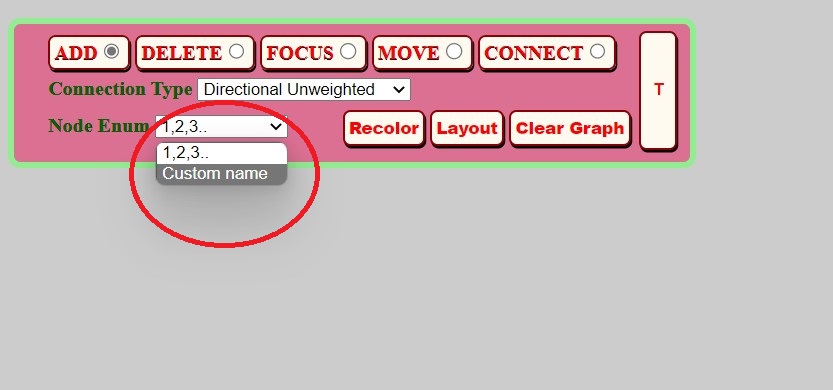 ADD DELETE FOCUS MOVE CONNECT
T
Connection Type Directional Unweighted
Node Enum 1,2,3.. Recolor Layout Clear Graph
1,2,3..
Custom name